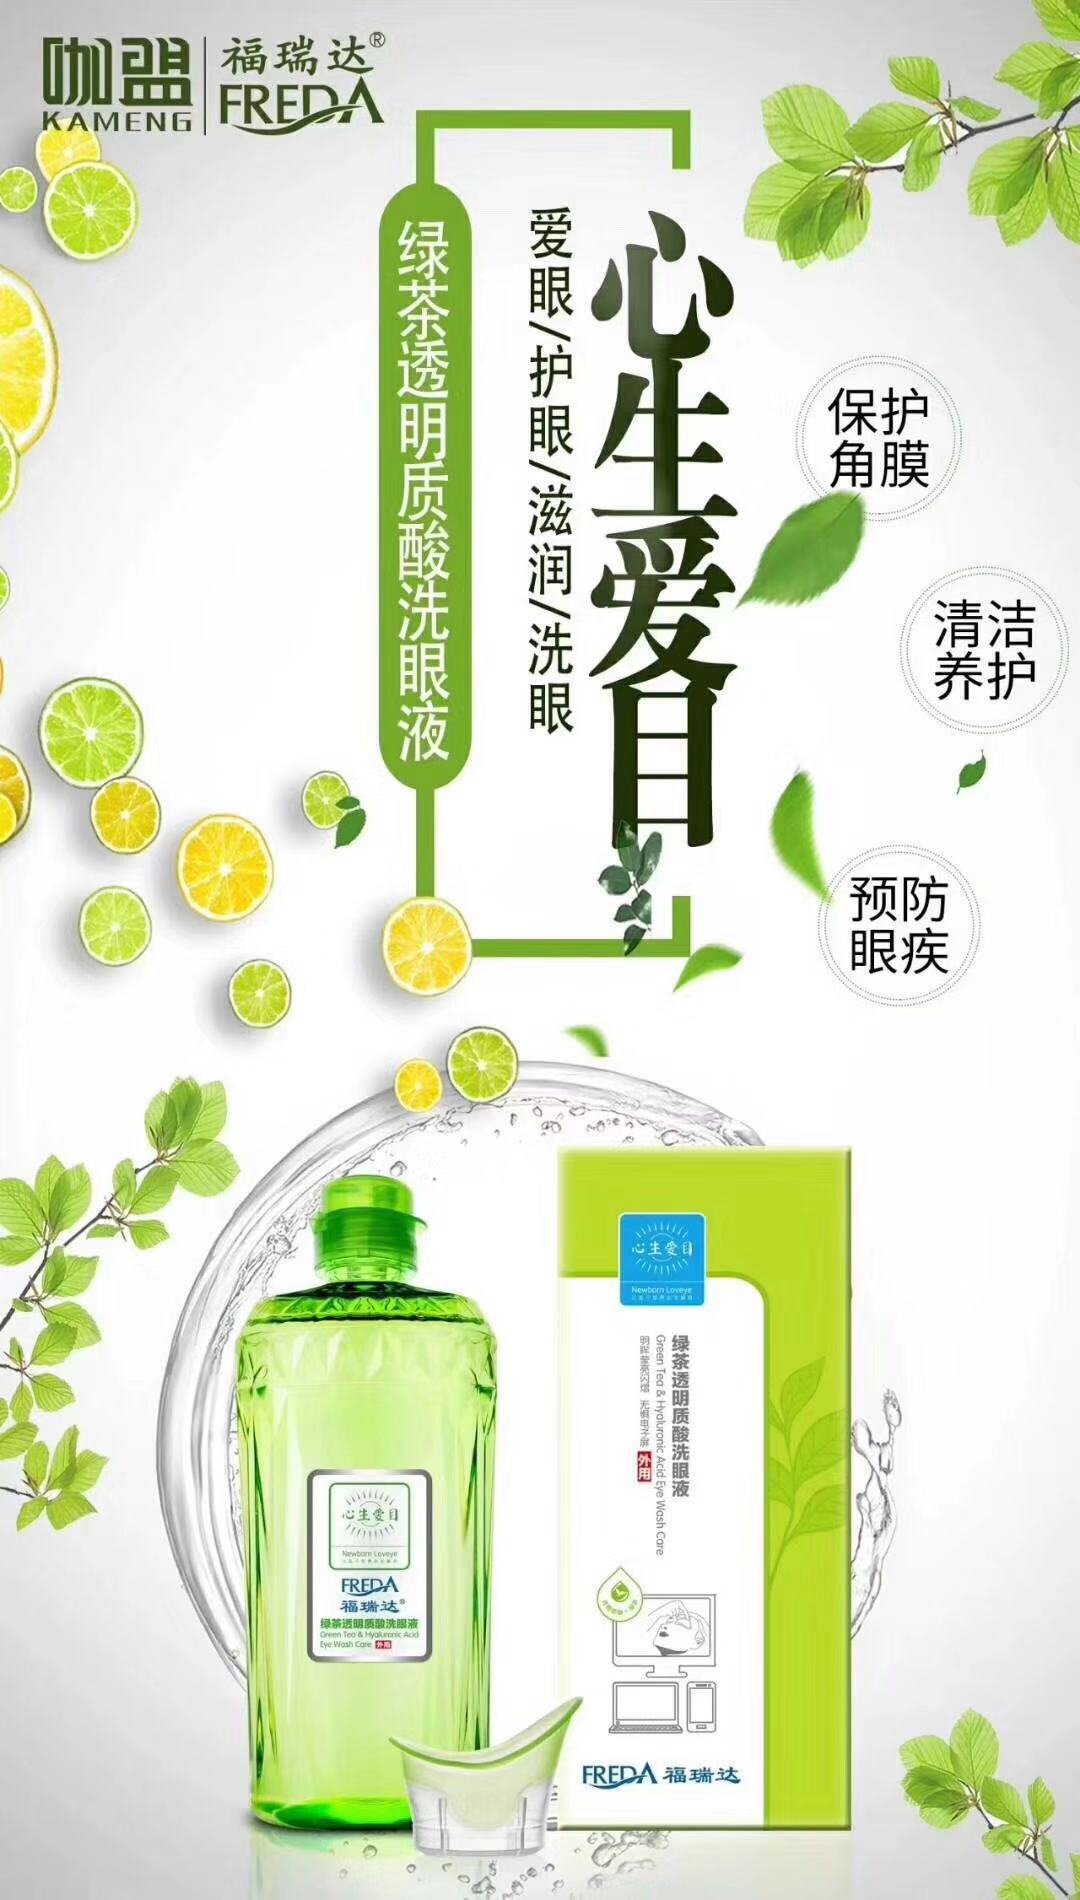 咖盟
KAMENG
福瑞达®
FREDA
心生爱目
爱眼/护眼/滋润/洗眼
绿茶透明质酸洗眼液
保护
角膜
清洁
养护
预防
眼疾
心生爱目
Newborn Loveye
绿茶透明质酸洗眼液
Green Tea & Hyaluronic Acid Eye Wash Care
外用
FREDA 福瑞达
心生爱目
Newborn Loveye
FREDA
福瑞达®
绿茶透明质酸洗眼液
Green Tea & Hyaluronic Acid
Eye Wash Care 外用